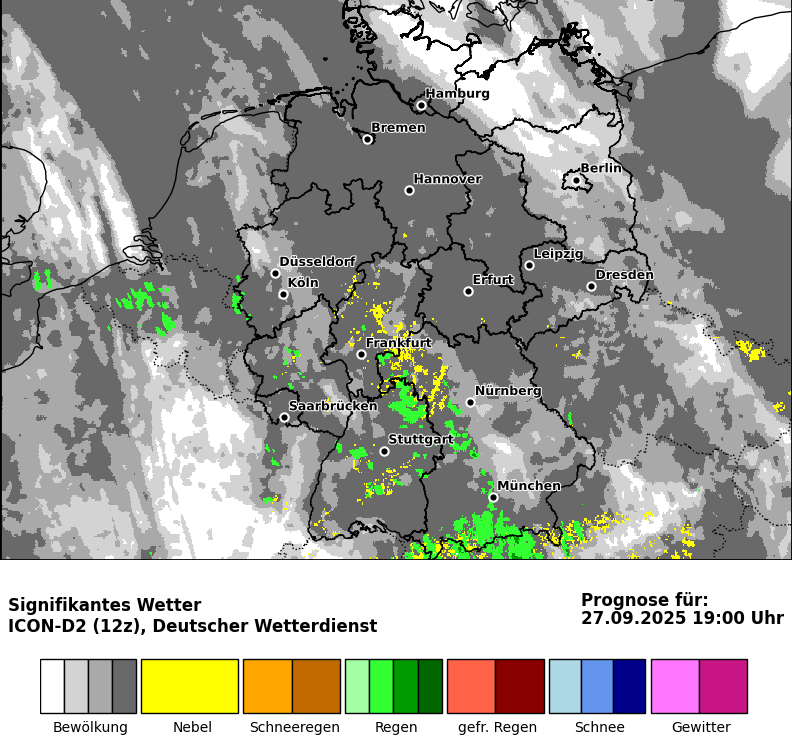 Hamburg
Bremen
Berlin
Hannover
Leipzig
Düsseldorf
Köln
Erfurt
Dresden
Frankfurt
Nürnberg
Saarbrücken
Stuttgart
München
Signifikantes Wetter
ICON-D2 (12z), Deutscher Wetterdienst
Prognose für:
27.09.2025 19:00 Uhr
Bewölkung Nebel Schneeregen Regen gefr. Regen Schnee Gewitter